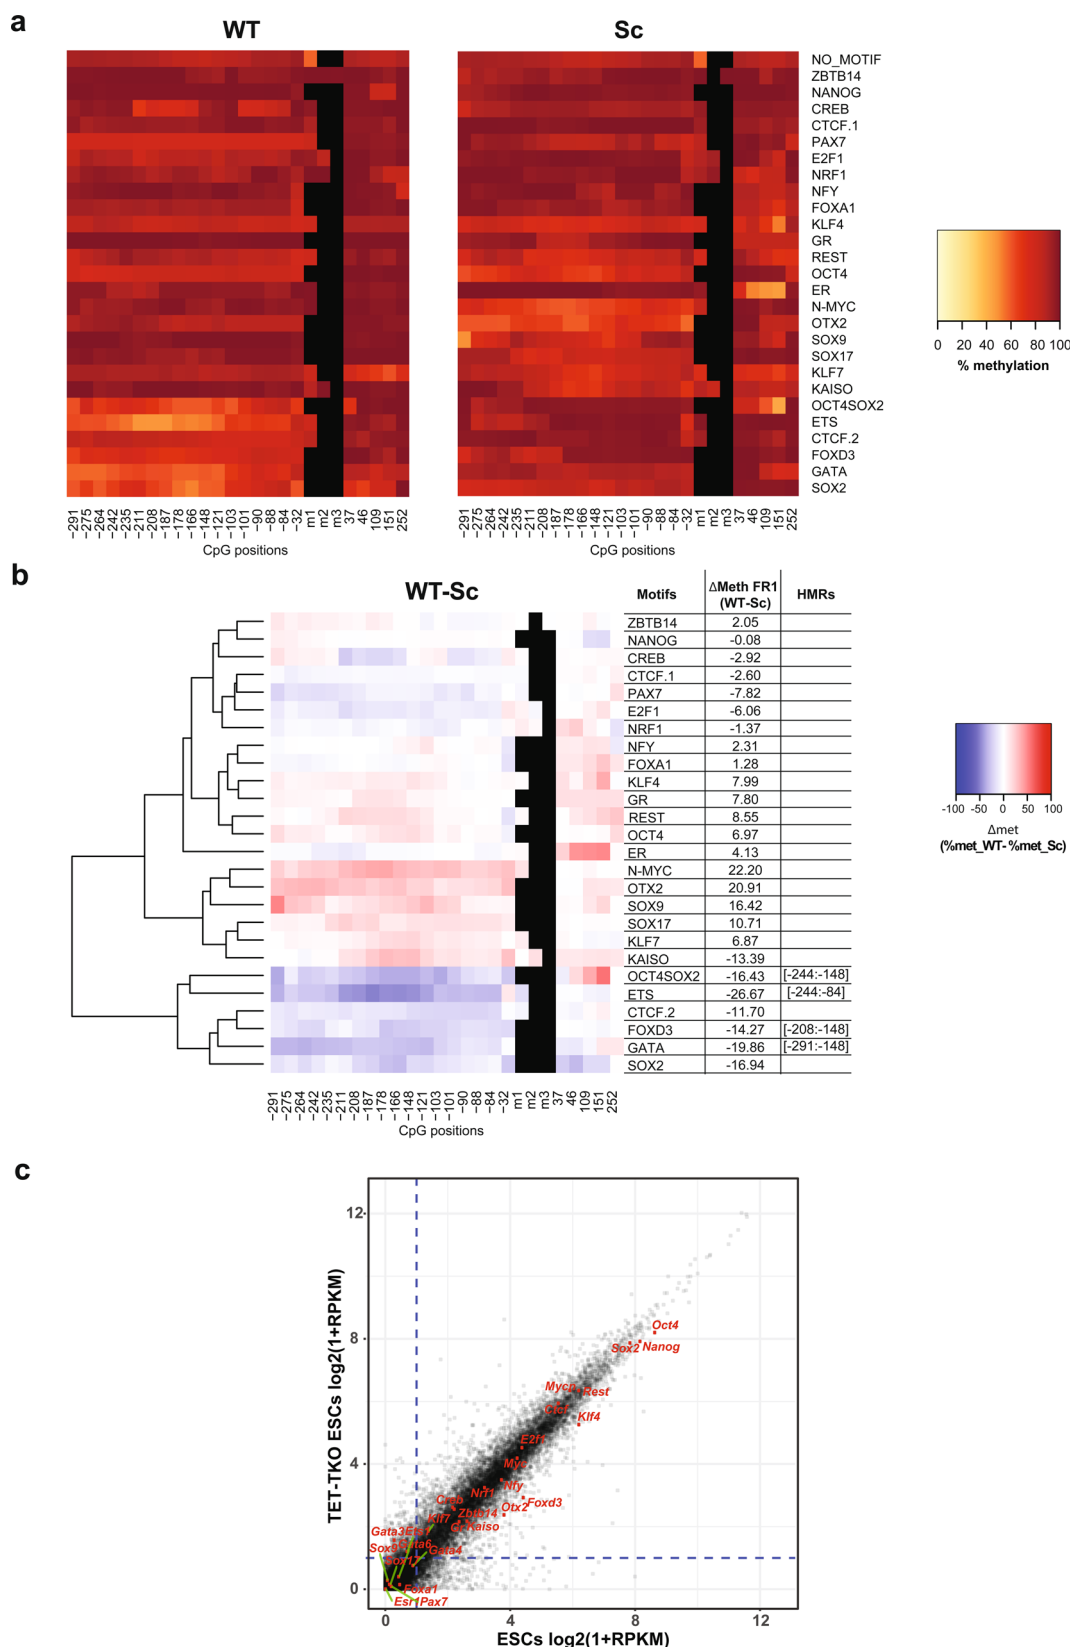 a
WT
Sc
NO_MOTIF
ZBTB14
NANOG
CREB
CTCF.1
PAX7
E2F1
NRF1
NFY
FOXA1
KLF4
GR
REST
OCT4
ER
N-MYC
OTX2
SOX9
SOX17
KLF7
KAISO
OCT4SOX2
ETS
CTCF.2
FOXD3
GATA
SOX2
0 20 40 60 80 100
% methylation
−291 −275 −264 −242 −235 −211 −208 −187 −178 −166 −148 −121 −103 −101 −90 −88 −84 −32 m1 m2 m3 37 46 109 151 252
CpG positions
−291 −275 −264 −242 −235 −211 −208 −187 −178 −166 −148 −121 −103 −101 −90 −88 −84 −32 m1 m2 m3 37 46 109 151 252
CpG positions
b
WT-Sc
Motifs ΔMeth FR1 (WT-Sc) HMRs
ZBTB14 2.05
NANOG -0.08
CREB -2.92
CTCF.1 -2.60
PAX7 -7.82
E2F1 -6.06
NRF1 -1.37
NFY 2.31
FOXA1 1.28
KLF4 7.99
GR 7.80
REST 8.55
OCT4 6.97
ER 4.13
N-MYC 22.20
OTX2 20.91
SOX9 16.42
SOX17 10.71
KLF7 6.87
KAISO -13.39
OCT4SOX2 -16.43 [-244:-148]
ETS -26.67 [-244:-84]
CTCF.2 -11.70
FOXD3 -14.27 [-208:-148]
GATA -19.86 [-291:-148]
SOX2 -16.94
-100 -50 0 50 100
Δmet
(%met_WT-%met_Sc)
−291 −275 −264 −242 −235 −211 −208 −187 −178 −166 −148 −121 −103 −101 −90 −88 −84 −32 m1 m2 m3 37 46 109 151 252
CpG positions
c
TET-TKO ESCs log2(1+RPKM)
12
8
4
0
Oct4
Sox2 Nanog
Mycn Rest
Ctcf Klf4
E2f1
Myc
Nrf1 Nfy
Creb Otx2 Foxd3
Klf7 Zbtb14
Gr Kaiso
Gata3 Ets1
Sox9 Gata6 Gata4
Sox17
Foxa1
Esr1 Pax7
0 4 8 12
ESCs log2(1+RPKM)